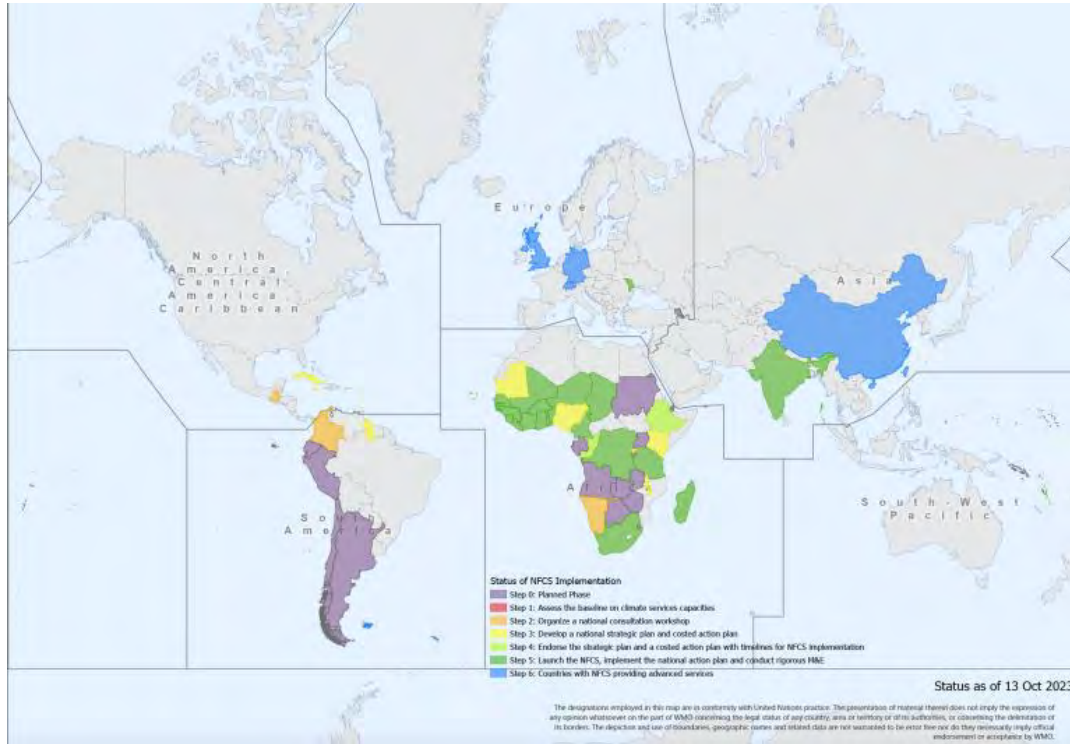 Europe
North
America,
Central
America
Caribbean
Asia
Africa
South
America
South-West
Pacific
Status of NFCS Implementation
Step 0: Planned Phase
Step 1: Assess the baseline on climate services capacities
Step 2: Organize a national consultation workshop
Step 3: Develop a national strategic plan and costed action plan
Step 4: Endorse the strategic plan and a costed action plan with timelines for NFCS implementation
Step 5: Launch the NFCS, implement the national action plan and conduct rigorous M&E
Step 6: Countries with NFCS providing advanced services
Status as of 13 Oct 2023
The designations employed in this map are in conformity with United Nations practice. The presentation of material therein does not imply the expression of
any opinion whatsoever on the part of WMO concerning the legal status of any country, area or territory or of its authorities, or concerning the delimitation of
its borders. The depiction and use of boundaries, geographic names and related data are not warranted to be error free nor do they necessarily imply official
endorsement or acceptance by WMO.